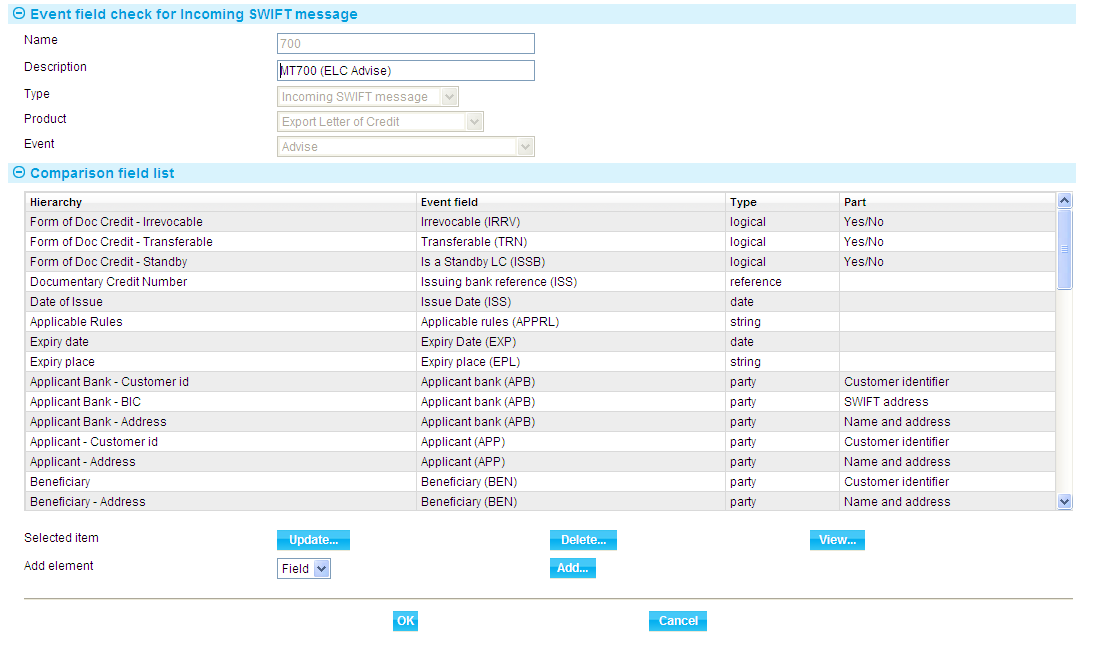 Event field check for Incoming SWIFT message
Name 700
Description MT700 (ELC Advise)
Type Incoming SWIFT message
Product Export Letter of Credit
Event Advise
Comparison field list
Hierarchy Event field Type Part
Form of Doc Credit - Irrevocable Irrevocable (IRRV) logical Yes/No
Form of Doc Credit - Transferable Transferable (TRN) logical Yes/No
Form of Doc Credit - Standby Is a Standby LC (ISSB) logical Yes/No
Documentary Credit Number Issuing bank reference (ISS) reference
Date of Issue Issue Date (ISS) date
Applicable Rules Applicable rules (APPRL) string
Expiry date Expiry Date (EXP) date
Expiry place Expiry place (EPL) string
Applicant Bank - Customer id Applicant bank (APB) party Customer identifier
Applicant Bank - BIC Applicant bank (APB) party SWIFT address
Applicant Bank - Address Applicant bank (APB) party Name and address
Applicant - Customer id Applicant (APP) party Customer identifier
Applicant - Address Applicant (APP) party Name and address
Beneficiary Beneficiary (BEN) party Customer identifier
Beneficiary - Address Beneficiary (BEN) party Name and address
Selected item Update... Delete... View...
Add element Field Add...
OK Cancel